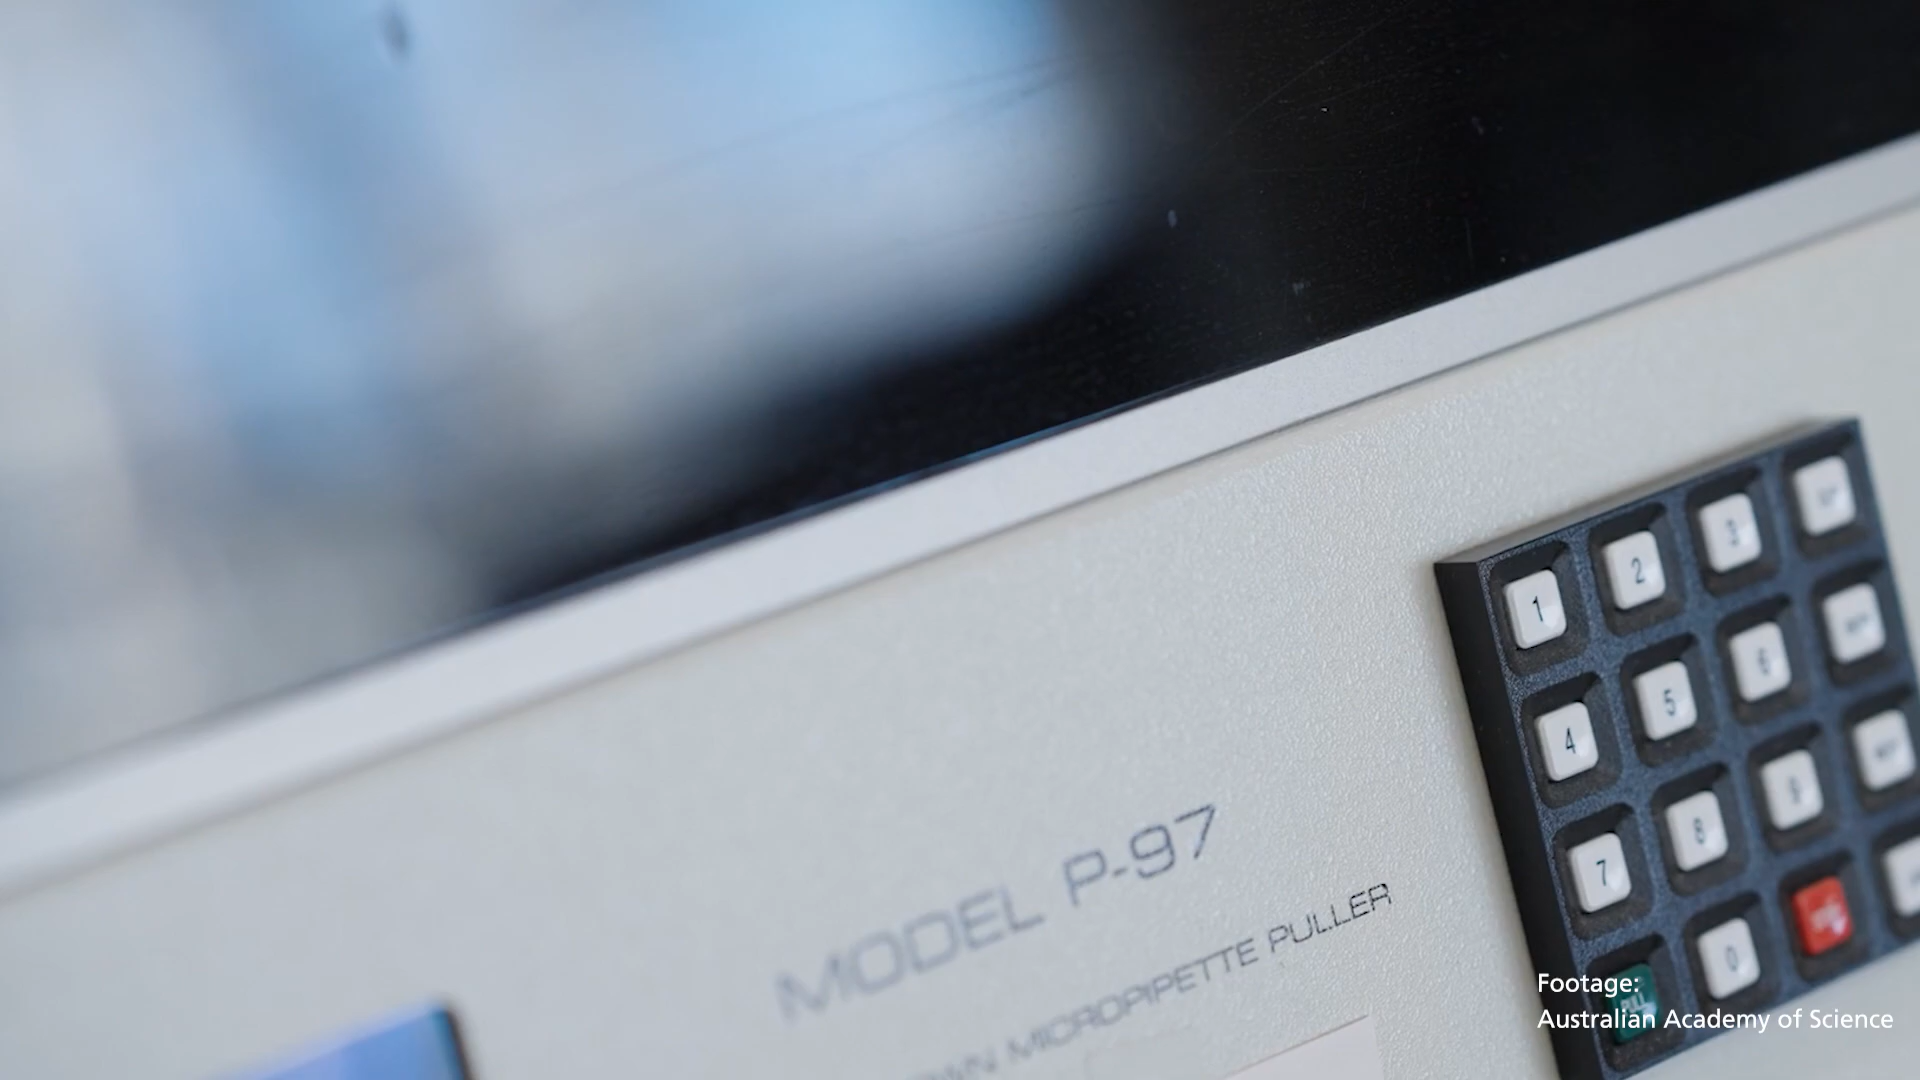 MODEL P-97
MICROPIPETTE PULLER
1 2 3
4 5 6
7 8 9
PULL 0
Footage:
Australian Academy of Science